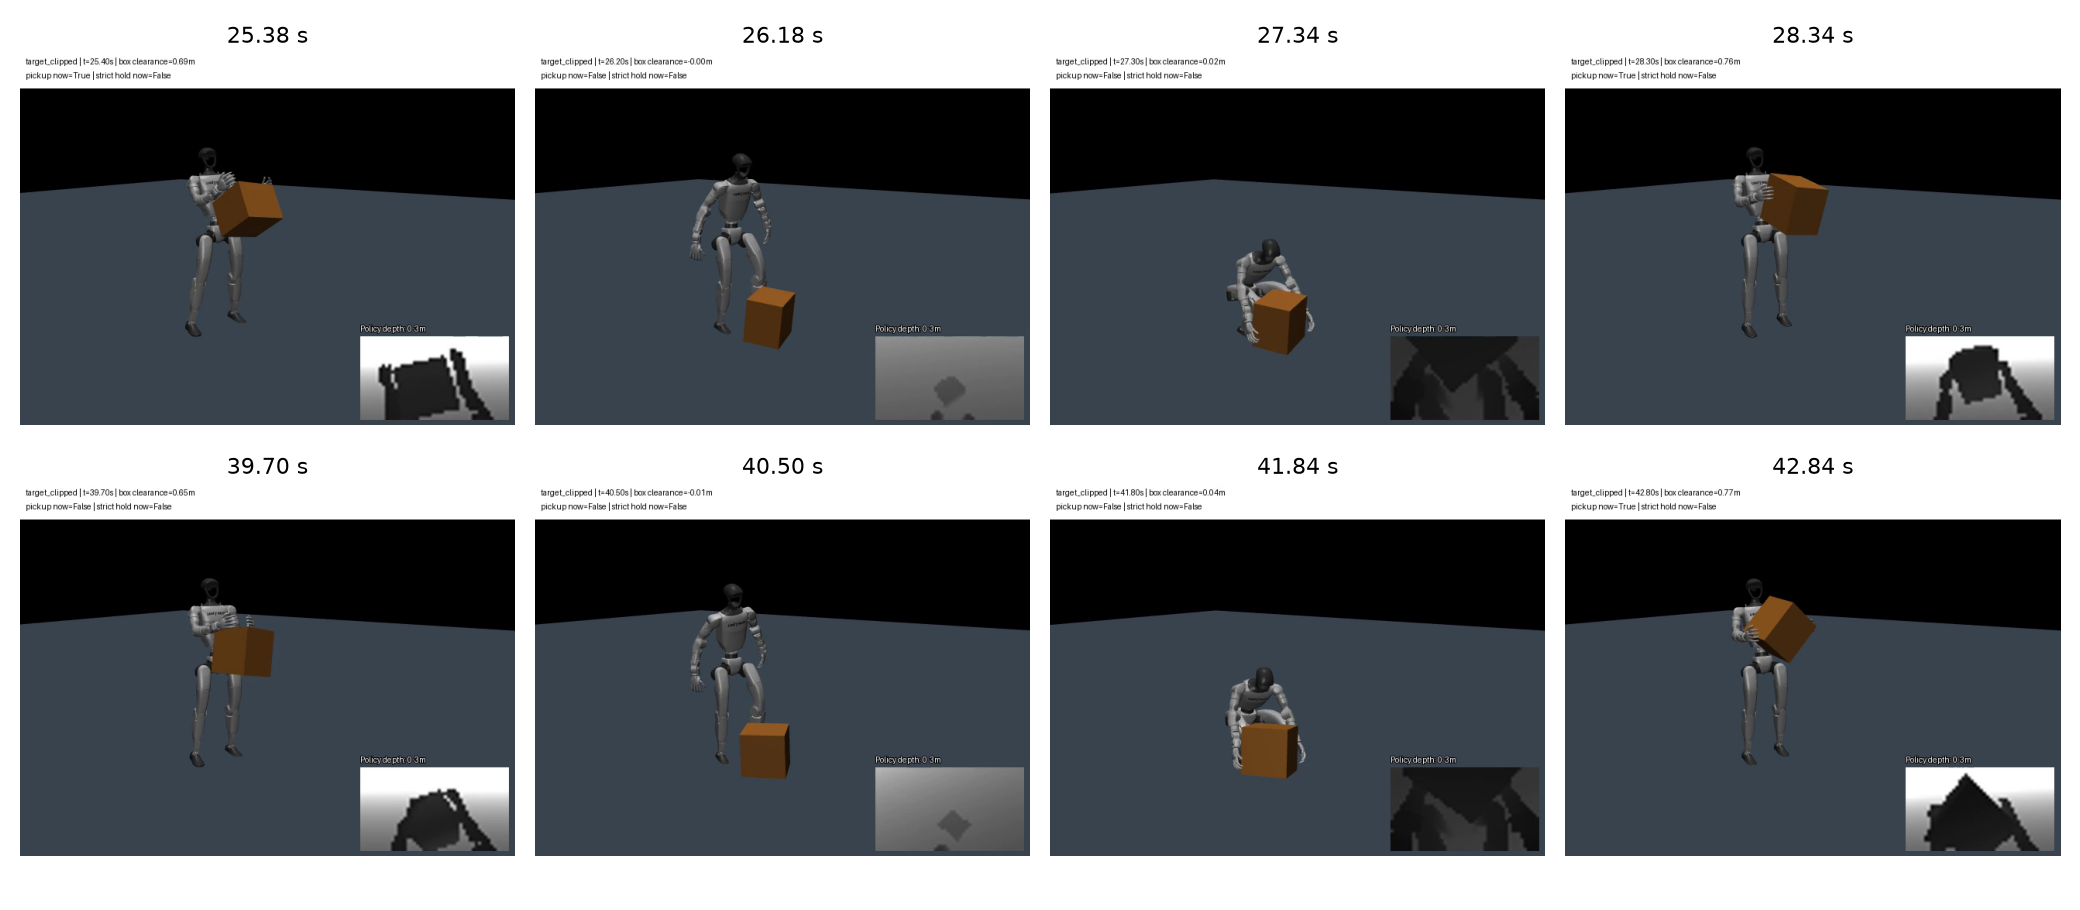 25.38 s
target_clipped | t=25.40s | box clearance=0.69m
pickup now=True | strict hold now=False
Policy depth: 0.3m
26.18 s
target_clipped | t=26.20s | box clearance=-0.00m
pickup now=False | strict hold now=False
Policy depth: 0.3m
27.34 s
target_clipped | t=27.30s | box clearance=0.02m
pickup now=False | strict hold now=False
Policy depth: 0.3m
28.34 s
target_clipped | t=28.30s | box clearance=0.76m
pickup now=True | strict hold now=False
Policy depth: 0.3m
39.70 s
target_clipped | t=39.70s | box clearance=0.65m
pickup now=False | strict hold now=False
Policy depth: 0.3m
40.50 s
target_clipped | t=40.50s | box clearance=-0.01m
pickup now=False | strict hold now=False
Policy depth: 0.3m
41.84 s
target_clipped | t=41.80s | box clearance=0.04m
pickup now=False | strict hold now=False
Policy depth: 0.3m
42.84 s
target_clipped | t=42.80s | box clearance=0.77m
pickup now=True | strict hold now=False
Policy depth: 0.3m